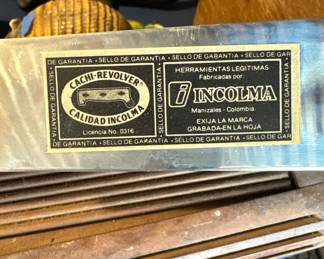 DE GARANTIA • SELLO DE GARANTIA • SELLO DE GARANTIA • SELLO DE GAR
CACHI-REVOLVER
CALIDAD INCOLMA
Licencia No. 0316
HERRAMIENTAS LEGITIMAS
Fabricadas por:
i INCOLMA
Manizales - Colombia
EXIJA LA MARCA
GRABADA EN LA HOJA
DE GARANTIA • SELLO DE GARANTIA • SELLO DE GARANTIA • SELLO DE GAR